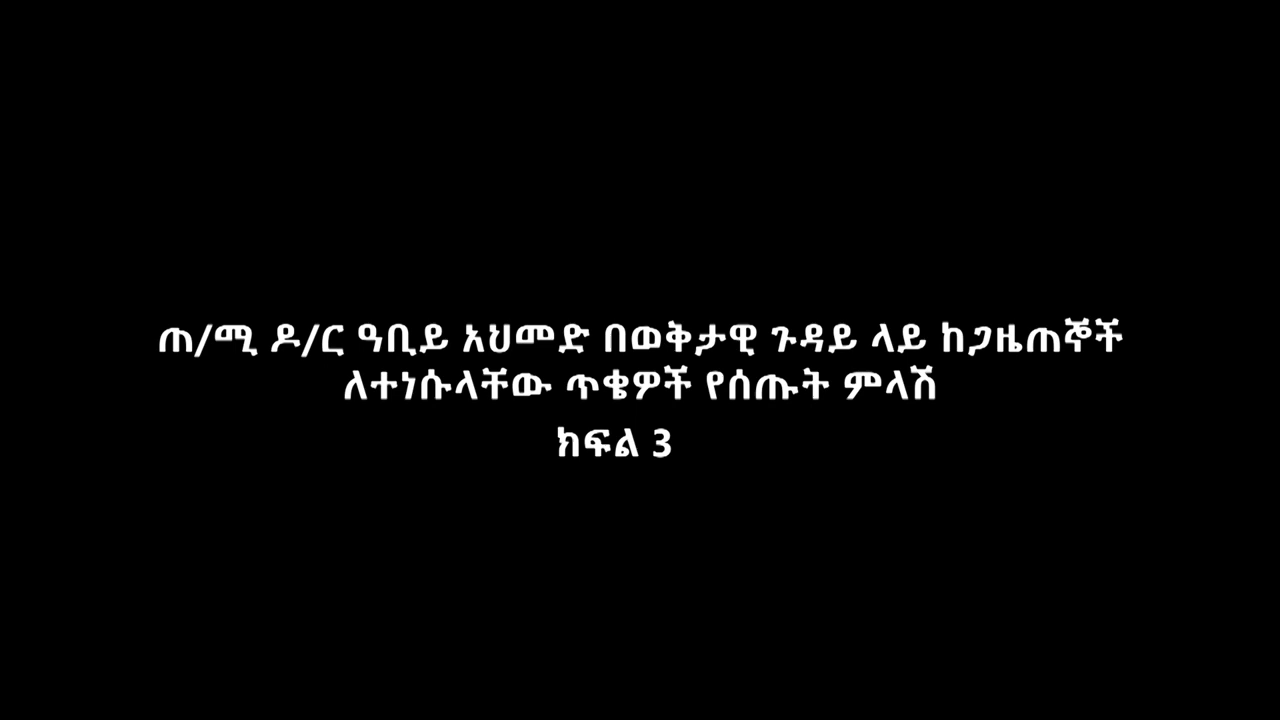 ጠ/ሚ ዶ/ር ዓቢይ አህመድ በወቅታዊ ጉዳይ ላይ ከጋዜጠኞች
ለተነሱላቸው ጥቄዎች የሰጡት ምላሽ
ክፍል 3